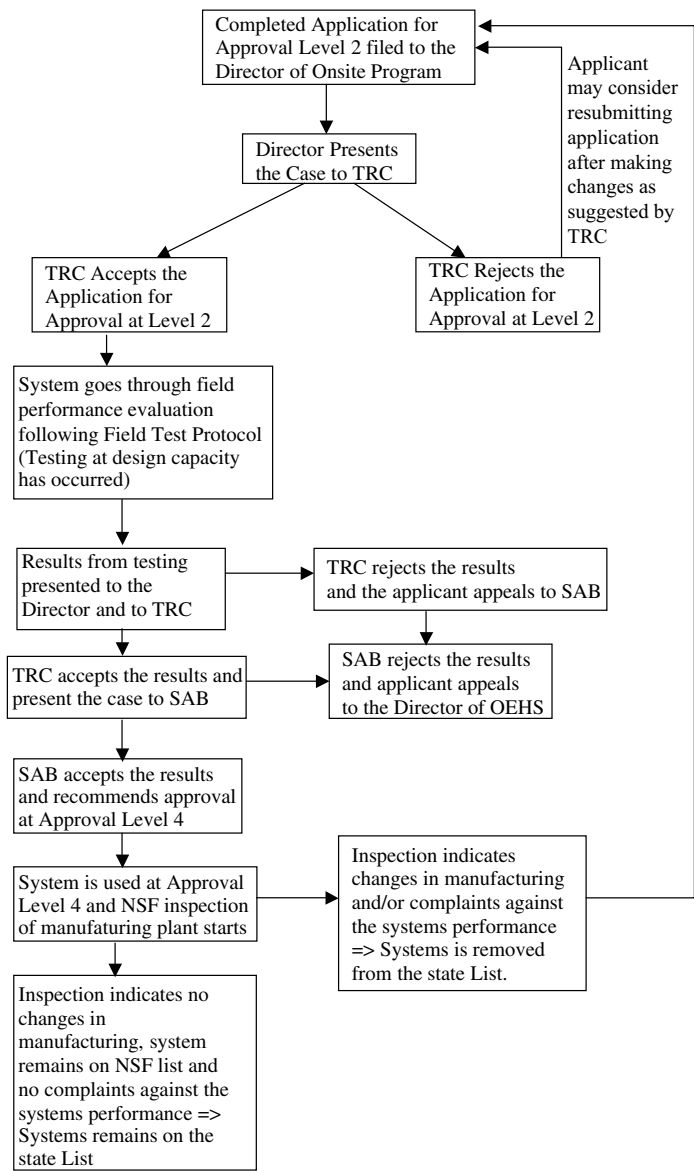 Completed Application for
Approval Level 2 filed to the
Director of Onsite Program
Applicant
may consider
resubmitting
application
after making
changes as
suggested by
TRC
Director Presents
the Case to TRC
TRC Accepts the
Application for
Approval at Level 2
TRC Rejects the
Application for
Approval at Level 2
System goes through field
performance evaluation
following Field Test Protocol
(Testing at design capacity
has occurred)
Results from testing
presented to the
Director and to TRC
TRC rejects the results
and the applicant appeals to SAB
TRC accepts the results and
present the case to SAB
SAB rejects the results
and applicant appeals
to the Director of OEHS
SAB accepts the results
and recommends approval
at Approval Level 4
System is used at Approval
Level 4 and NSF inspection
of manufaturing plant starts
Inspection indicates
changes in manufacturing
and/or complaints against
the systems performance
=> Systems is removed
from the state List.
Inspection indicates no
changes in
manufacturing, system
remains on NSF list and
no complaints against the
systems performance =>
Systems remains on the
state List